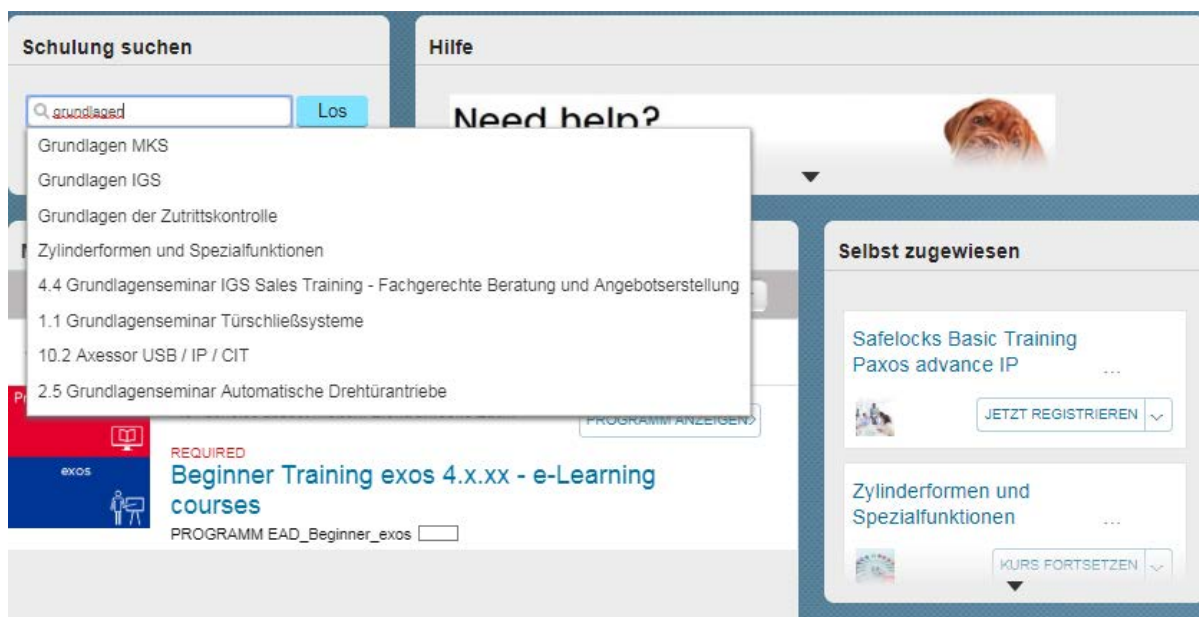 Schulung suchen
Hilfe
grundlagen
Los
Need help?
Grundlagen MKS
Grundlagen IGS
Grundlagen der Zutrittskontrolle
Zylinderformen und Spezialfunktionen
4.4 Grundlagenseminar IGS Sales Training - Fachgerechte Beratung und Angebotserstellung
1.1 Grundlagenseminar Türschließsysteme
10.2 Axessor USB / IP / CIT
2.5 Grundlagenseminar Automatische Drehtürantriebe
PROGRAMM ANZEIGEN
exos
REQUIRED
Beginner Training exos 4.x.xx - e-Learning
courses
PROGRAMM EAD_Beginner_exos
Selbst zugewiesen
Safelocks Basic Training
Paxos advance IP ...
JETZT REGISTRIEREN
Zylinderformen und
Spezialfunktionen ...
KURS FORTSETZEN